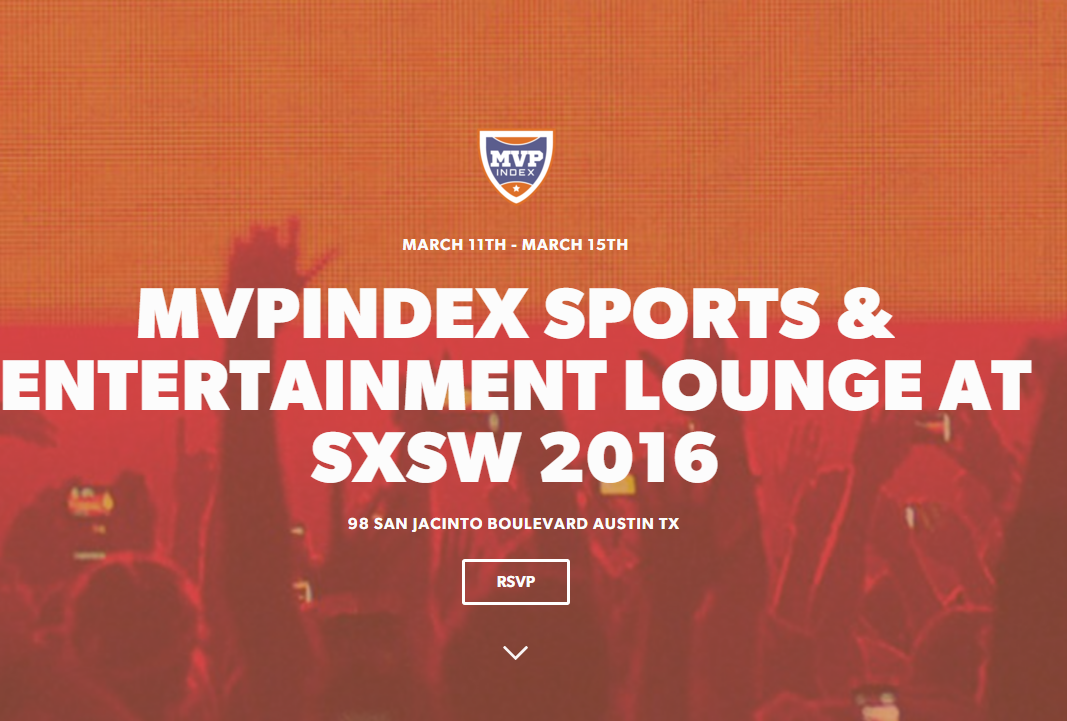 MVP
INDEX
MARCH 11TH - MARCH 15TH
MVPINDEX SPORTS &
ENTERTAINMENT LOUNGE AT
SXSW 2016
98 SAN JACINTO BOULEVARD AUSTIN TX
RSVP